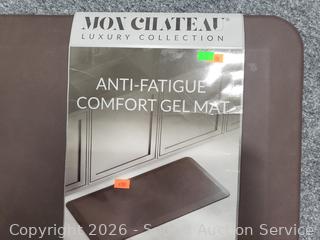 MON CHATEAU®
LUXURY COLLECTION
ANTI-FATIGUE
COMFORT GEL MAT
Copyright 2026 - S
Auction Service